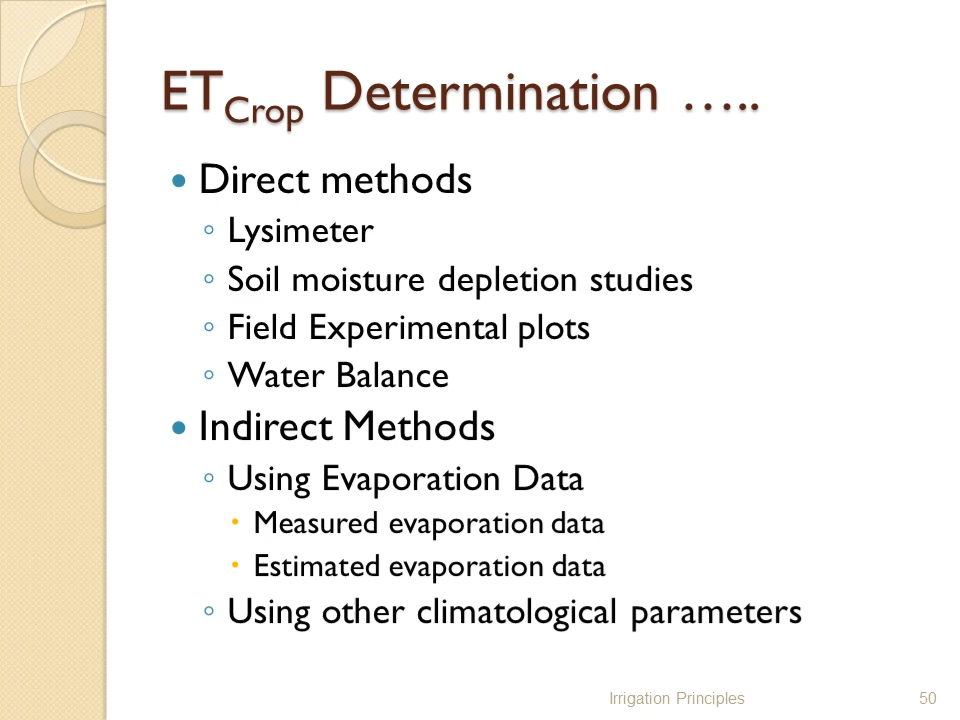 ETCrop Determination …..
• Direct methods
◦ Lysimeter
◦ Soil moisture depletion studies
◦ Field Experimental plots
◦ Water Balance
• Indirect Methods
◦ Using Evaporation Data
• Measured evaporation data
• Estimated evaporation data
◦ Using other climatological parameters
Irrigation Principles 50